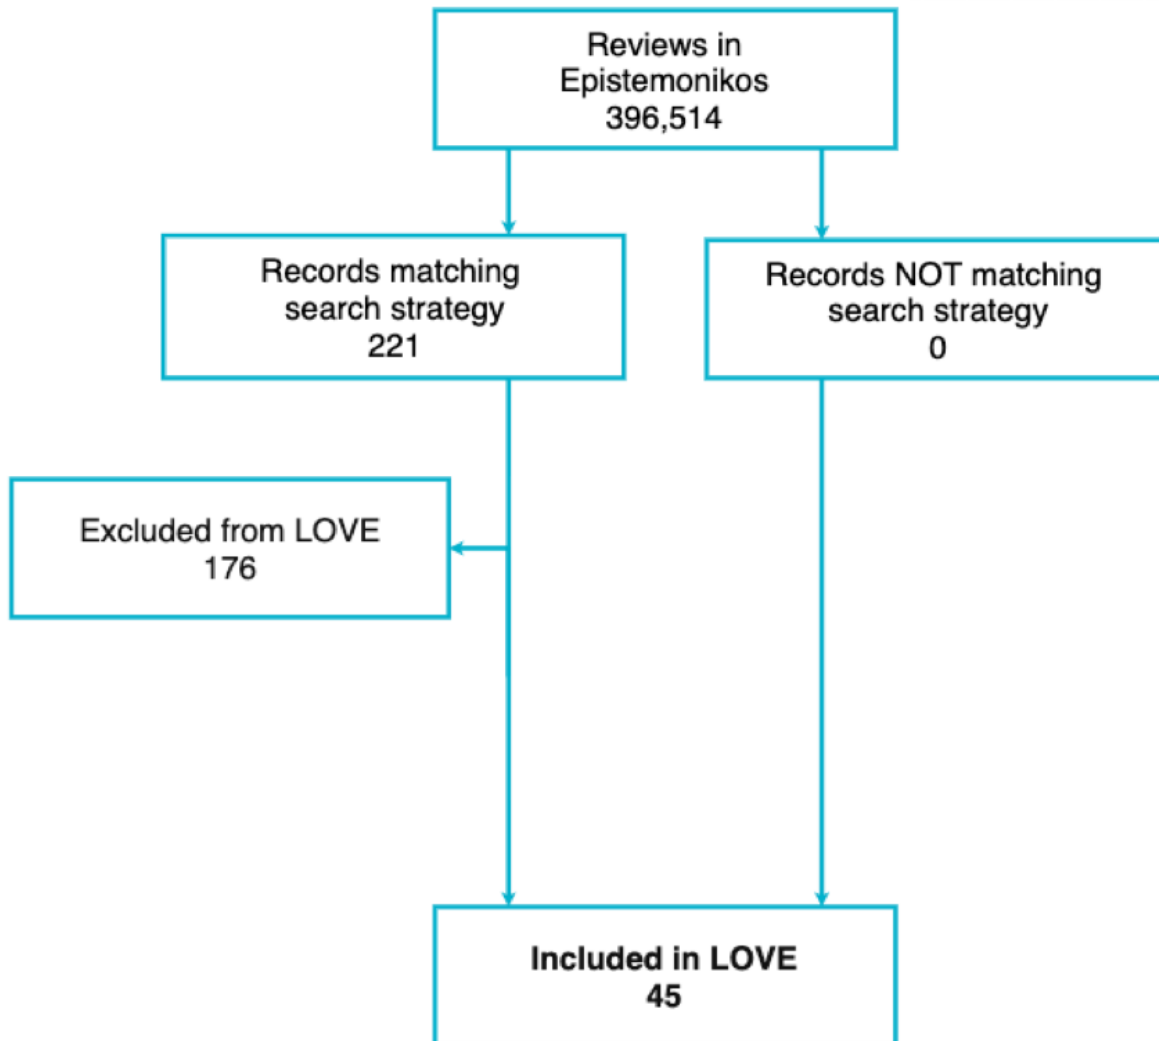 Reviews in
Epistemonikos
396,514
Records matching
search strategy
221
Records NOT matching
search strategy
0
Excluded from LOVE
176
Included in LOVE
45